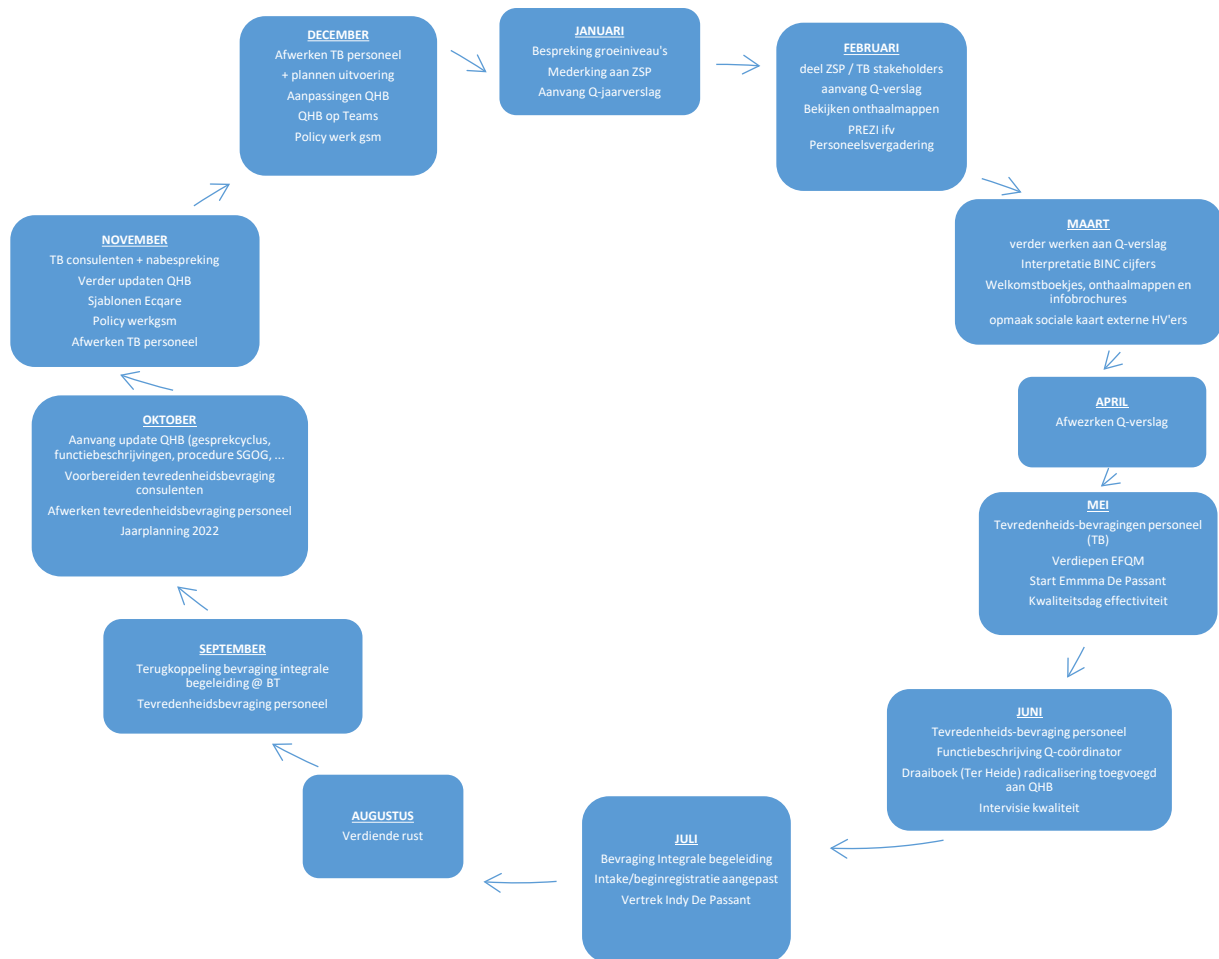 JANUARI
Bespreking groeiniveau's
Mederking aan ZSP
Aanvang Q-jaarverslag
FEBRUARI
deel ZSP / TB stakeholders
aanvang Q-verslag
Bekijken onthaalmappen
PREZI ifv
Personeelsvergadering
MAART
verder werken aan Q-verslag
Interpretatie BINC cijfers
Welkomstboekjes, onthaalmappen en
infobrochures
opmaak sociale kaart externe HV'ers
APRIL
Afwezrken Q-verslag
MEI
Tevredenheids-bevragingen personeel
(TB)
Verdiepen EFQM
Start Emmma De Passant
Kwaliteitsdag effectiviteit
JUNI
Tevredenheids-bevraging personeel
Functiebeschrijving Q-coördinator
Draaiboek (Ter Heide) radicalisering toegvoegd
aan QHB
Intervisie kwaliteit
JULI
Bevraging Integrale begeleiding
Intake/beginregistratie aangepast
Vertrek Indy De Passant
AUGUSTUS
Verdiende rust
SEPTEMBER
Terugkoppeling bevraging integrale
begeleiding @ BT
Tevredenheidsbevraging personeel
OKTOBER
Aanvang update QHB (gesprekcyclus,
functiebeschrijvingen, procedure SGOG, ...
Voorbereiden tevredenheidsbevraging
consulenten
Afwerken tevredenheidsbevraging personeel
Jaarplanning 2022
NOVEMBER
TB consulenten + nabespreking
Verder updaten QHB
Sjablonen Ecqare
Policy werkgsm
Afwerken TB personeel
DECEMBER
Afwerken TB personeel
+ plannen uitvoering
Aanpassingen QHB
QHB op Teams
Policy werk gsm